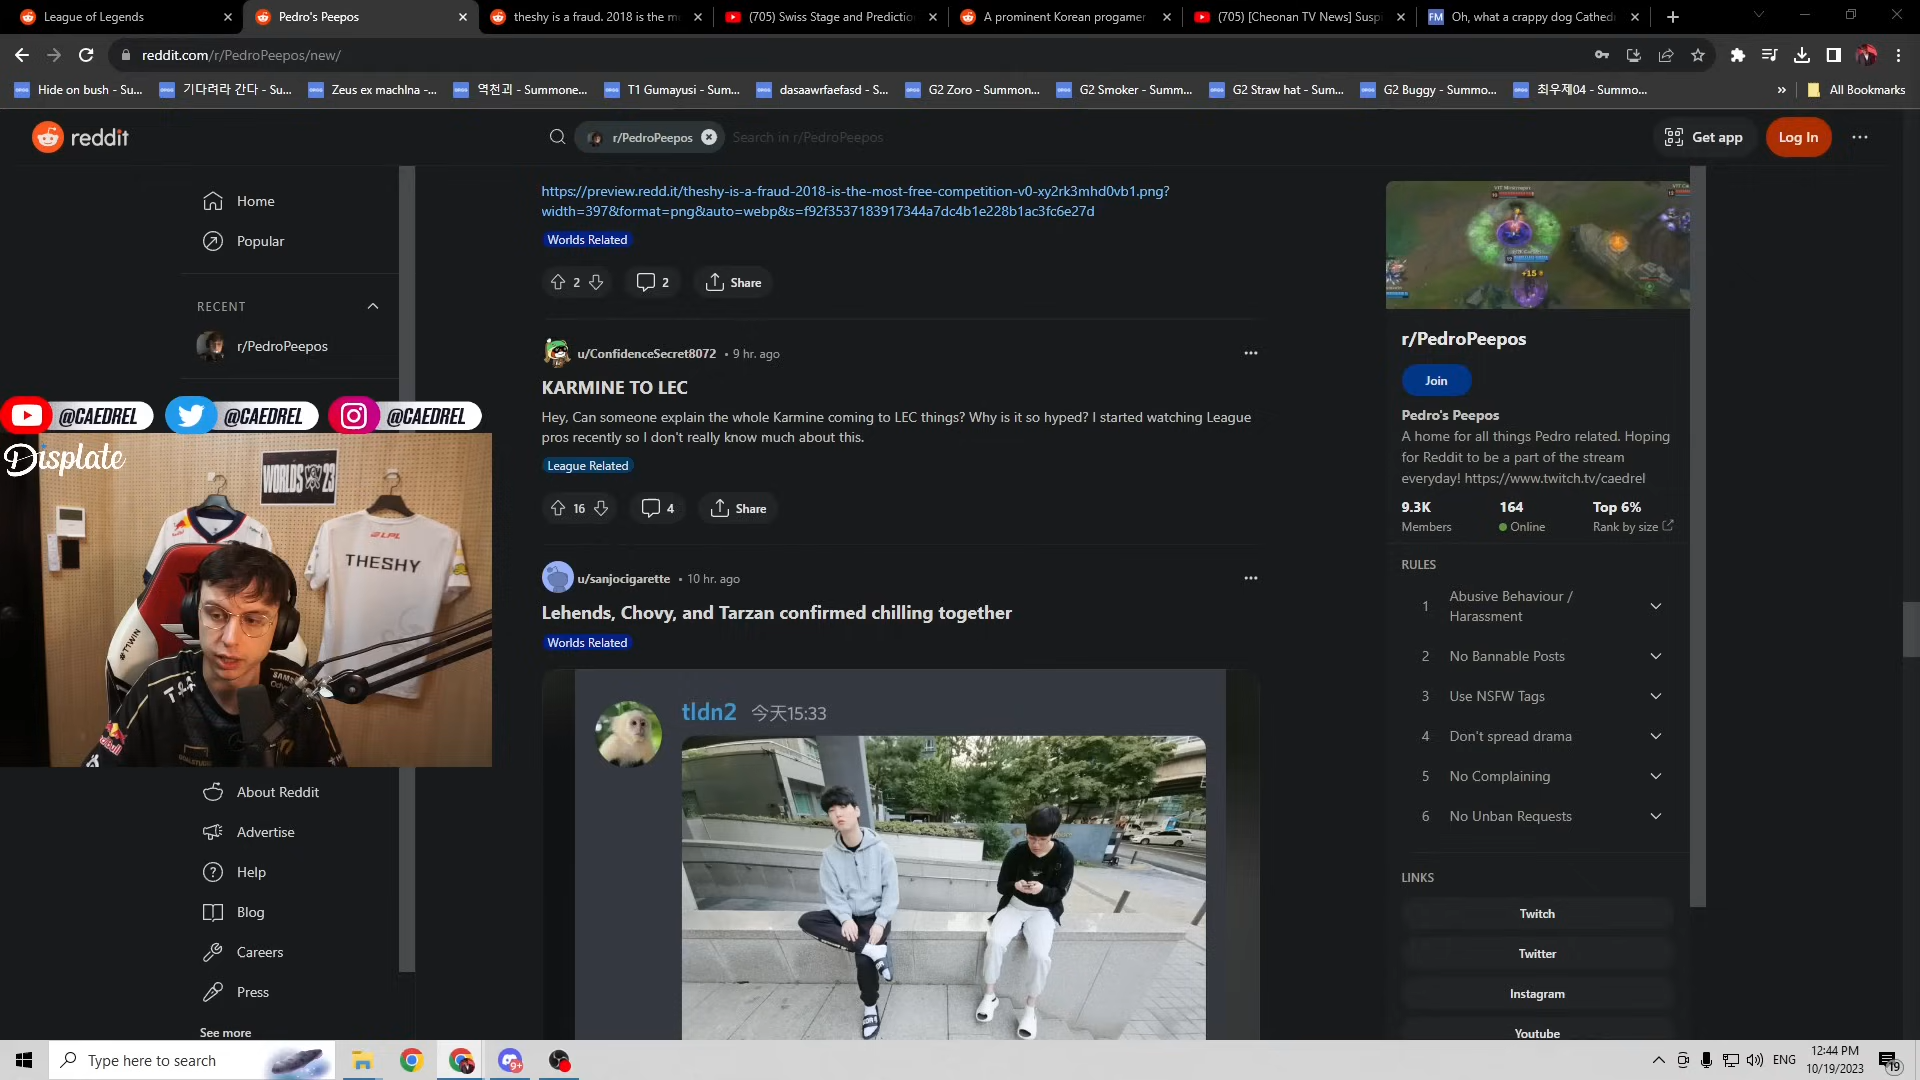 League of Legends
Pedro's Peepos
theshy is a fraud. 2018 is the m
(705) Swiss Stage and Predictio
A prominent Korean progamer
(705) [Cheonan TV News] Susp
Oh, what a crappy dog Cathed
reddit.com/r/PedroPeepos/new/
Hide on bush - Su...
기다려라 간다 - Su...
Zeus ex machIna -...
역천괴 - Summone...
T1 Gumayusi - Sum...
dasaawrfaefasd - S...
G2 Zoro - Summon...
G2 Smoker - Summ...
G2 Straw hat - Sum...
G2 Buggy - Summo...
최우제04 - Summo...
All Bookmarks
reddit
r/PedroPeepos
Search in r/PedroPeepos
Get app
Log In
Home
Popular
RECENT
r/PedroPeepos
https://preview.redd.it/theshy-is-a-fraud-2018-is-the-most-free-competition-v0-xy2rk3mhd0vb1.png?
width=397&format=png&auto=webp&s=f92f3537183917344a7dc4b1e228b1ac3fc6e27d
Worlds Related
2
2
Share
u/ConfidenceSecret8072 • 9 hr. ago
KARMINE TO LEC
Hey, Can someone explain the whole Karmine coming to LEC things? Why is it so hyped? I started watching League
pros recently so I don't really know much about this.
League Related
16
4
Share
u/sanjocigarette • 10 hr. ago
Lehends, Chovy, and Tarzan confirmed chilling together
Worlds Related
tldn2 今天15:33
@CAEDREL
@CAEDREL
@CAEDREL
Displate
WORLDS 23
LPL
THESHY
#T1WIN
SAMSUNG
Red Bull
About Reddit
Advertise
Help
Blog
Careers
Press
See more
+15
r/PedroPeepos
Join
Pedro's Peepos
A home for all things Pedro related. Hoping
for Reddit to be a part of the stream
everyday! https://www.twitch.tv/caedrel
9.3K
Members
164
Online
Top 6%
Rank by size
RULES
1 Abusive Behaviour /
Harassment
2 No Bannable Posts
3 Use NSFW Tags
4 Don't spread drama
5 No Complaining
6 No Unban Requests
LINKS
Twitch
Twitter
Instagram
Youtube
Type here to search
9+
ENG
12:44 PM
10/19/2023
19